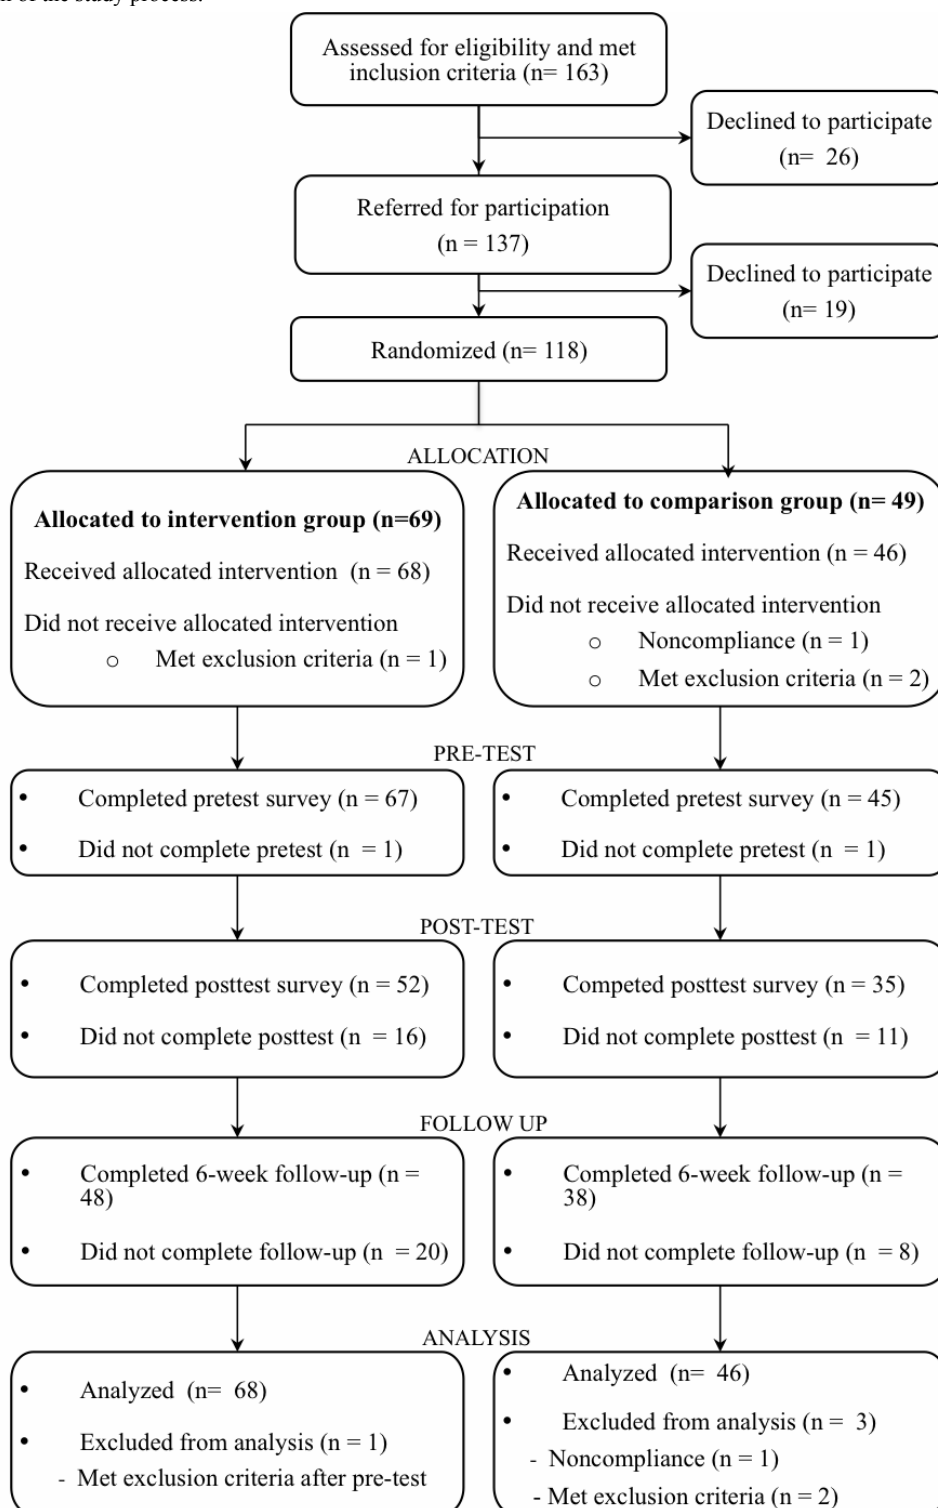 of the study process.
Assessed for eligibility and met
inclusion criteria (n= 163)
Declined to participate
(n=  26)
Referred for participation
(n = 137)
Declined to participate
(n= 19)
Randomized (n= 118)
ALLOCATION
Allocated to intervention group (n=69)
Received allocated intervention  (n = 68)
Did not receive allocated intervention
o Met exclusion criteria (n = 1)
Allocated to comparison group (n= 49)
Received allocated intervention (n = 46)
Did not receive allocated intervention
o Noncompliance (n = 1)
o Met exclusion criteria (n = 2)
PRE-TEST
• Completed pretest survey (n = 67)
• Did not complete pretest (n  = 1)
• Completed pretest survey (n = 45)
• Did not complete pretest (n  = 1)
POST-TEST
• Completed posttest survey (n = 52)
• Did not complete posttest (n  = 16)
• Competed posttest survey (n = 35)
• Did not complete posttest (n  = 11)
FOLLOW UP
• Completed 6-week follow-up (n =
48)
• Did not complete follow-up (n  = 20)
• Completed 6-week follow-up (n =
38)
• Did not complete follow-up (n  = 8)
ANALYSIS
• Analyzed  (n=  68)
• Excluded from analysis (n = 1)
- Met exclusion criteria after pre-test
• Analyzed  (n=  46)
• Excluded from analysis (n =  3)
- Noncompliance (n = 1)
- Met exclusion criteria (n = 2)